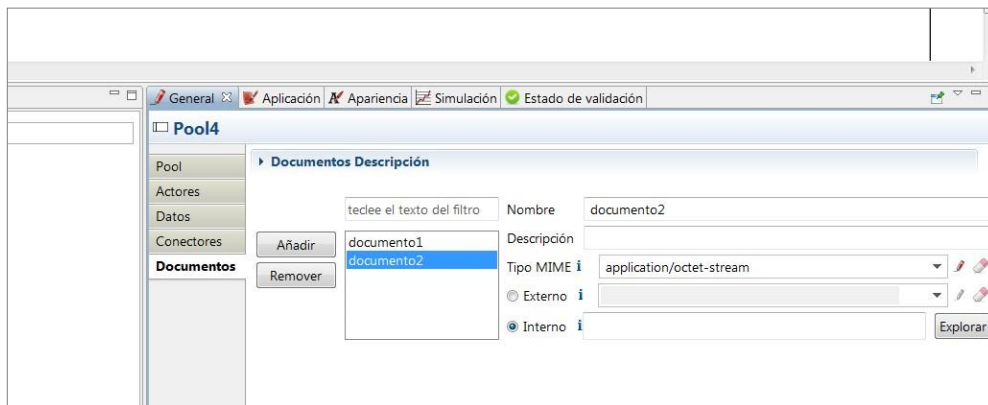 General Aplicación Apariencia Simulación Estado de validación
Pool4
Pool
Actores
Datos
Conectores
Documentos
Documentos Descripción
teclee el texto del filtro
Añadir
Remover
documento1
documento2
Nombre documento2
Descripción
Tipo MIME i application/octet-stream
Externo i
Interno i
Explorar